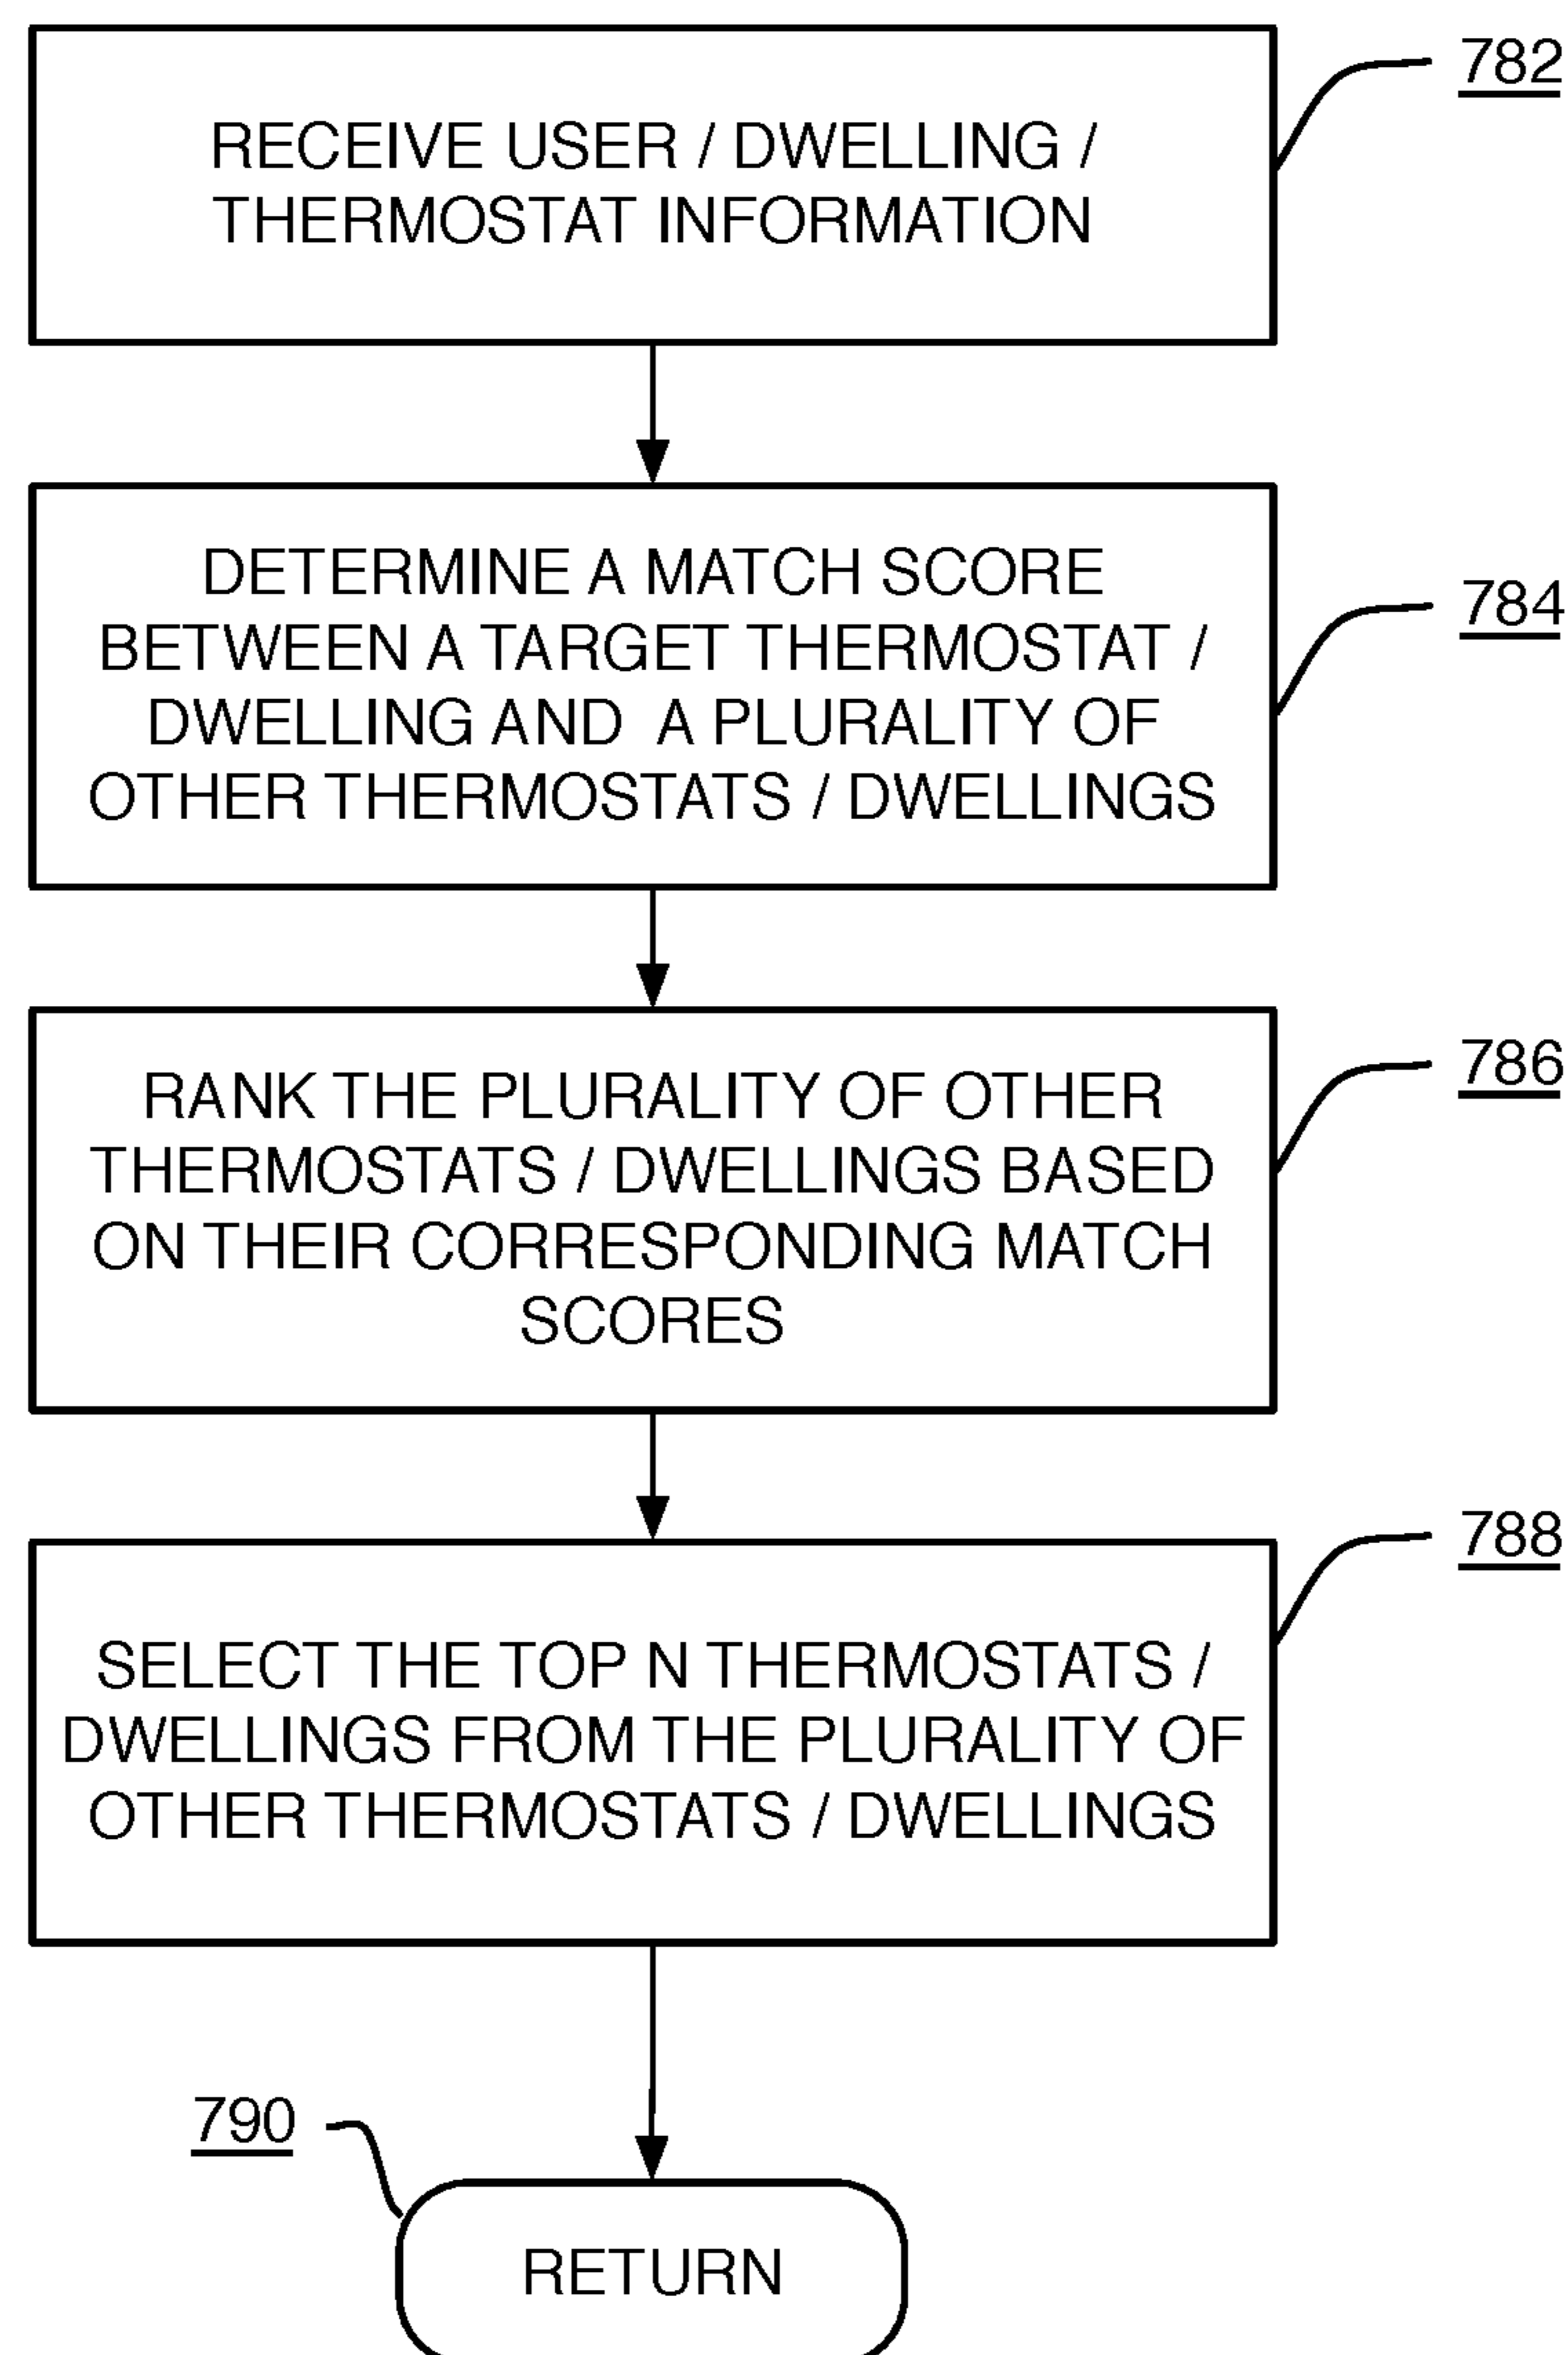 782
RECEIVE USER / DWELLING /
THERMOSTAT INFORMATION
784
DETERMINE A MATCH SCORE
BETWEEN A TARGET THERMOSTAT /
DWELLING AND A PLURALITY OF
OTHER THERMOSTATS / DWELLINGS
786
RANK THE PLURALITY OF OTHER
THERMOSTATS / DWELLINGS BASED
ON THEIR CORRESPONDING MATCH
SCORES
788
SELECT THE TOP N THERMOSTATS /
DWELLINGS FROM THE PLURALITY OF
OTHER THERMOSTATS / DWELLINGS
790
RETURN